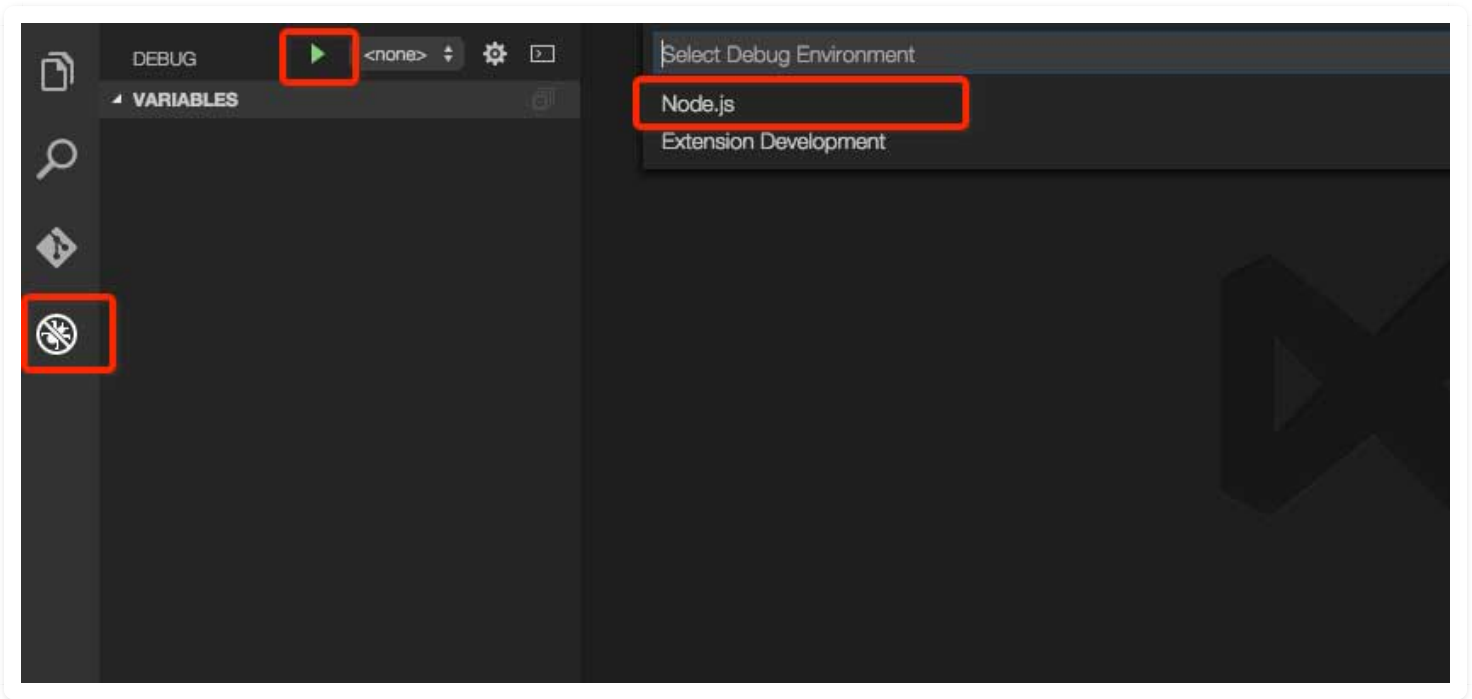 DEBUG
<none>
VARIABLES
Select Debug Environment
Node.js
Extension Development